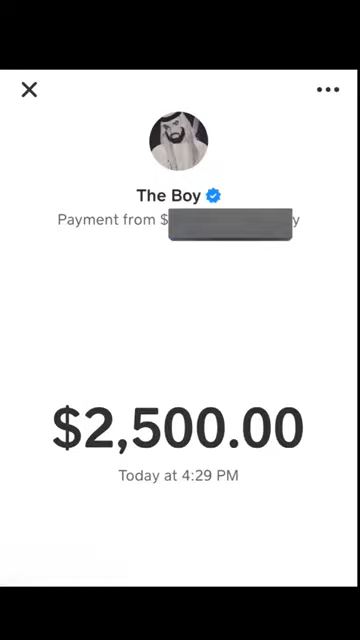 The Boy
Payment from $ y
$2,500.00
Today at 4:29 PM